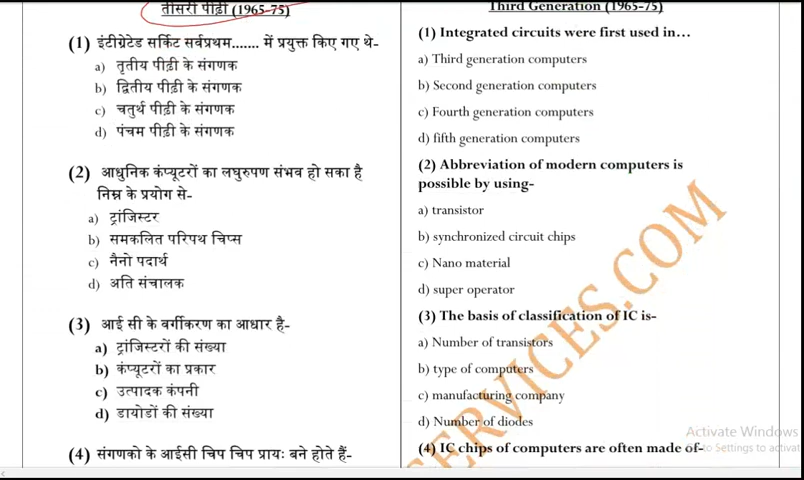 तीसरी पीढ़ी (1965-75)
(1) इंटीग्रेटेड सर्किट सर्वप्रथम....... में प्रयुक्त किए गए थे-
a) तृतीय पीढ़ी के संगणक
b) द्वितीय पीढ़ी के संगणक
c) चतुर्थ पीढ़ी के संगणक
d) पंचम पीढ़ी के संगणक
(2) आधुनिक कंप्यूटरों का लघुरुपण संभव हो सका है
निम्न के प्रयोग से-
a) ट्रांजिस्टर
b) समकलित परिपथ चिप्स
c) नैनो पदार्थ
d) अति संचालक
(3) आई सी के वर्गीकरण का आधार है-
a) ट्रांजिस्टरों की संख्या
b) कंप्यूटरों का प्रकार
c) उत्पादक कंपनी
d) डायोडों की संख्या
(4) संगणको के आईसी चिप चिप प्रायः बने होते हैं-
Third Generation (1965-75)
(1) Integrated circuits were first used in…
a) Third generation computers
b) Second generation computers
c) Fourth generation computers
d) fifth generation computers
(2) Abbreviation of modern computers is
possible by using-
a) transistor
b) synchronized circuit chips
c) Nano material
d) super operator
(3) The basis of classification of IC is-
a) Number of transistors
b) type of computers
c) manufacturing company
d) Number of diodes
(4) IC chips of computers are often made of-
SERVICES.COM
Activate Windows
to Settings to activat